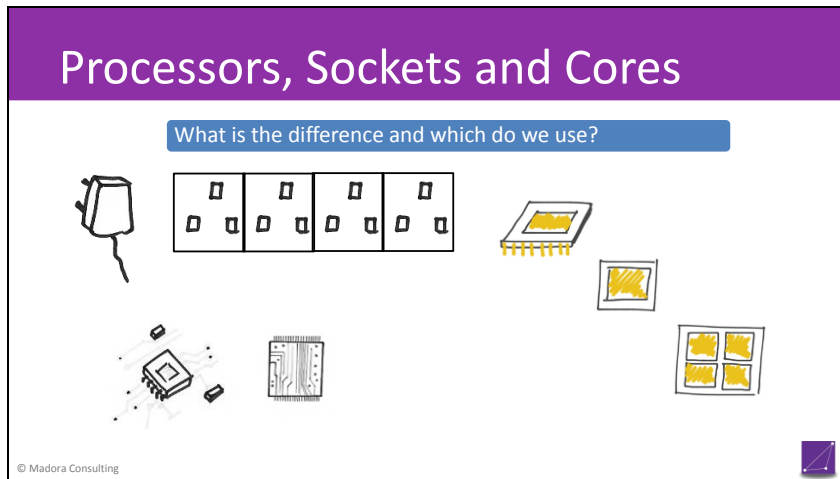 Processors, Sockets and Cores
What is the difference and which do we use?
© Madora Consulting